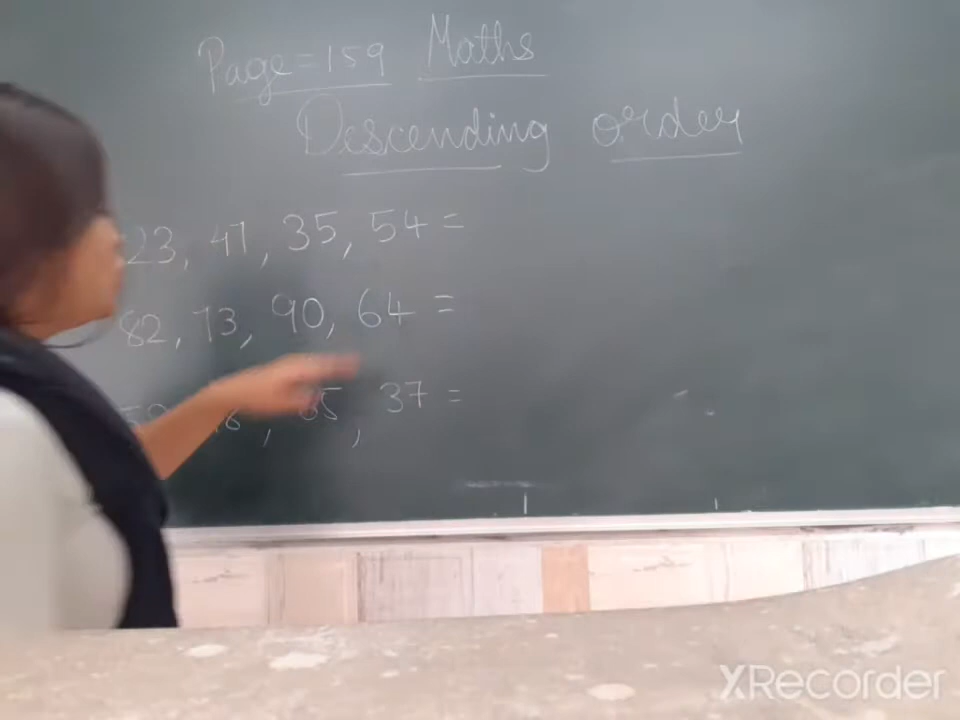 Page=159 Maths
Descending order
23, 47, 35, 54 =
82, 73, 90, 64 =
37 =
XRecorder